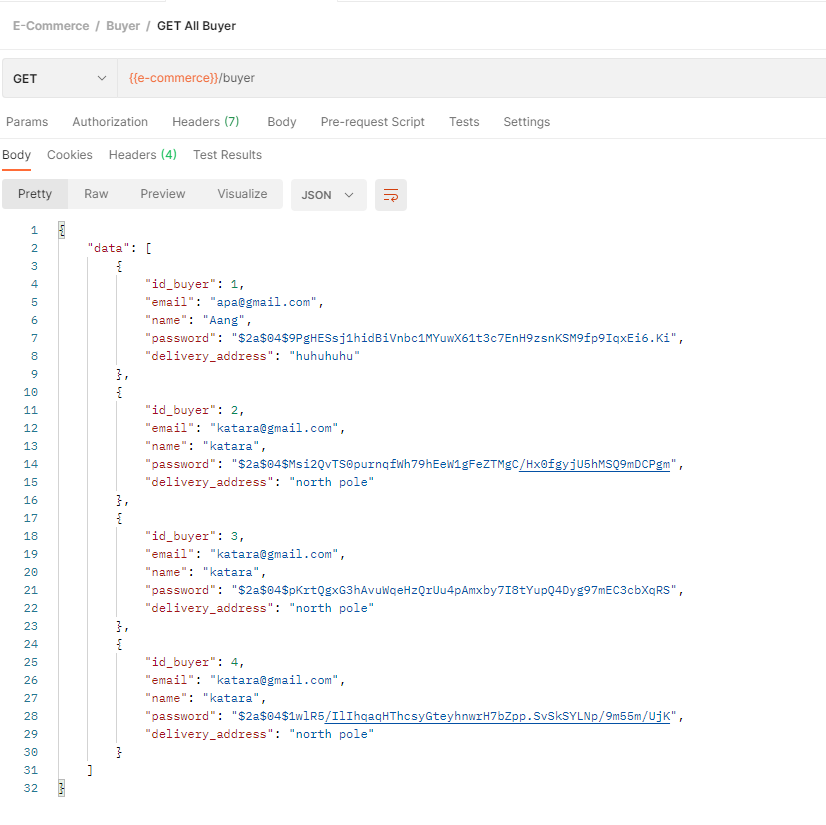 E-Commerce / Buyer / GET All Buyer
GET {{e-commerce}}/buyer
Params Authorization Headers (7) Body Pre-request Script Tests Settings
Body Cookies Headers (4) Test Results
Pretty Raw Preview Visualize JSON
1 {
2 "data": [
3 {
4 "id_buyer": 1,
5 "email": "apa@gmail.com",
6 "name": "Aang",
7 "password": "$2a$04$9PgHESsj1hidBiVnbc1MYuwX61t3c7EnH9zsnKSM9fp9IqxEi6.Ki",
8 "delivery_address": "huhuhuhu"
9 },
10 {
11 "id_buyer": 2,
12 "email": "katara@gmail.com",
13 "name": "katara",
14 "password": "$2a$04$Msi2QvTS0purnqfWh79hEeW1gFeZTMgC/Hx0fgyjU5hMSQ9mDCPgm",
15 "delivery_address": "north pole"
16 },
17 {
18 "id_buyer": 3,
19 "email": "katara@gmail.com",
20 "name": "katara",
21 "password": "$2a$04$pKrtQgxG3hAvuWqeHzQrUu4pAmxby7I8tYupQ4Dyg97mEC3cbXqRS",
22 "delivery_address": "north pole"
23 },
24 {
25 "id_buyer": 4,
26 "email": "katara@gmail.com",
27 "name": "katara",
28 "password": "$2a$04$1wlR5/IlIhqaqHThcsyGteyhnwrH7bZpp.SvSkSYLNp/9m55m/UjK",
29 "delivery_address": "north pole"
30 }
31 ]
32 }